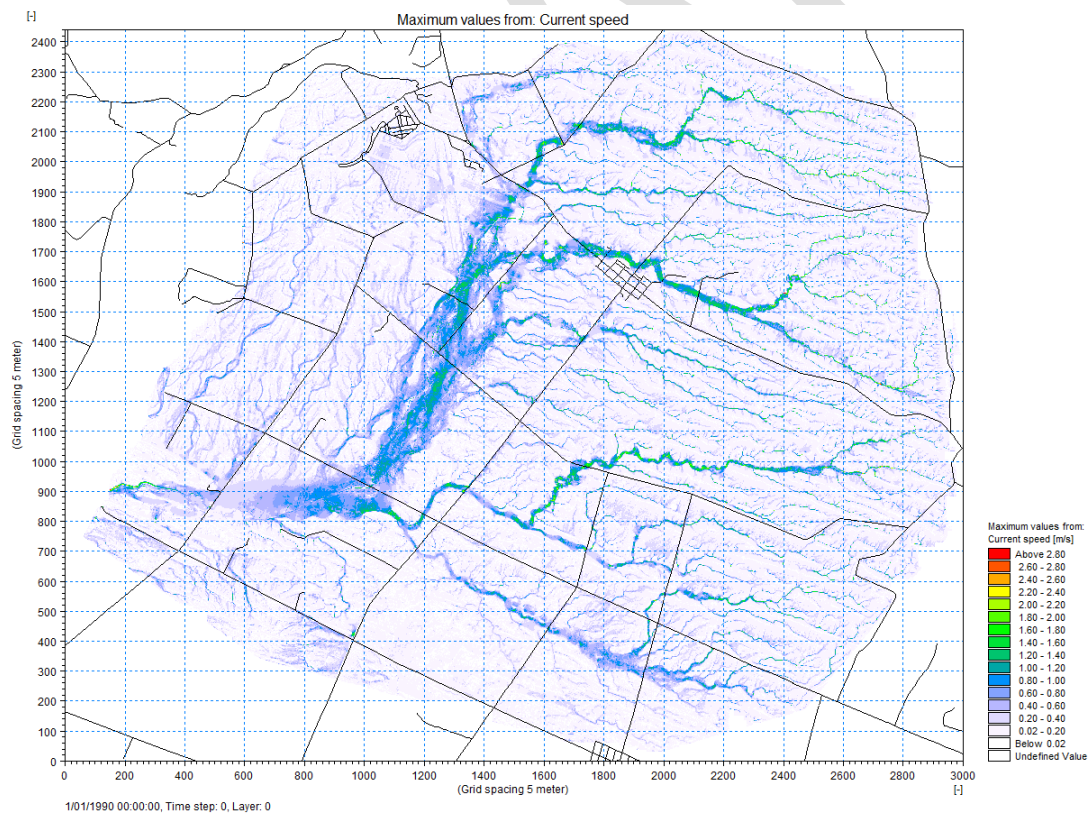 Maximum values from: Current speed
[-]
2400
2300
2200
2100
2000
1900
1800
1700
1600
1500
1400
1300
1200
1100
1000
900
800
700
600
500
400
300
200
100
0
(Grid spacing 5 meter)
0 200 400 600 800 1000 1200 1400 1600 1800 2000 2200 2400 2600 2800 3000
(Grid spacing 5 meter) [-]
Maximum values from:
Current speed [m/s]
Above 2.80
2.60 - 2.80
2.40 - 2.60
2.20 - 2.40
2.00 - 2.20
1.80 - 2.00
1.60 - 1.80
1.40 - 1.60
1.20 - 1.40
1.00 - 1.20
0.80 - 1.00
0.60 - 0.80
0.40 - 0.60
0.20 - 0.40
0.02 - 0.20
Below 0.02
Undefined Value
1/01/1990 00:00:00, Time step: 0, Layer: 0